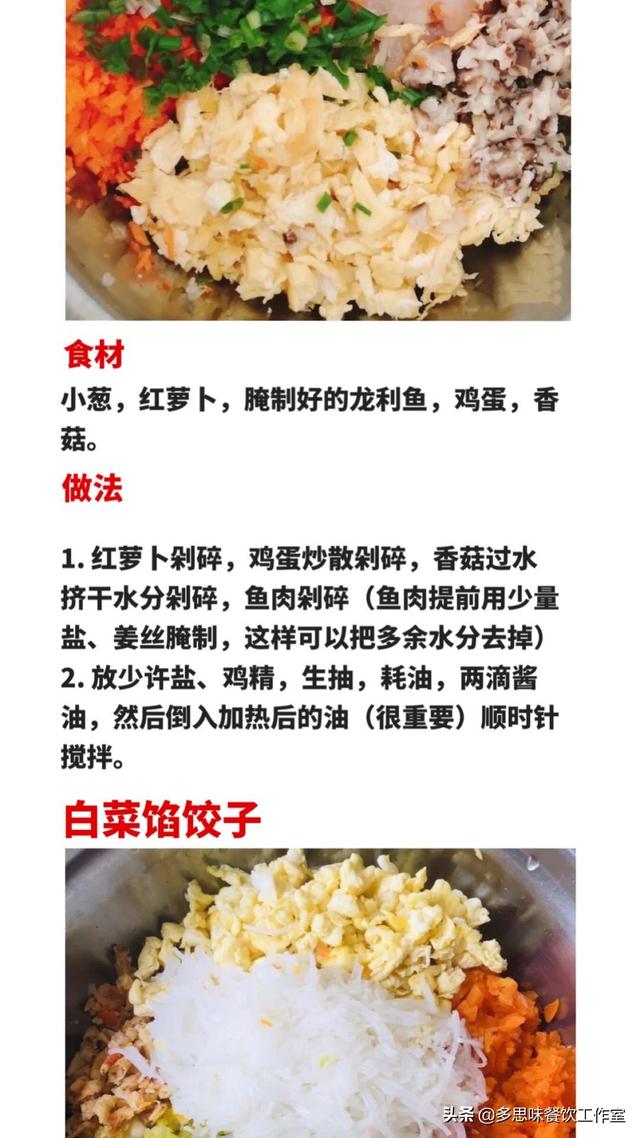 食材
小葱，红萝卜，腌制好的龙利鱼，鸡蛋，香
菇。
做法
1. 红萝卜剁碎，鸡蛋炒散剁碎，香菇过水
挤干水分剁碎，鱼肉剁碎（鱼肉提前用少量
盐、姜丝腌制，这样可以把多余水分去掉）
2. 放少许盐、鸡精，生抽，耗油，两滴酱
油，然后倒入加热后的油（很重要）顺时针
搅拌。
白菜馅饺子
头条 @多思味餐饮工作室